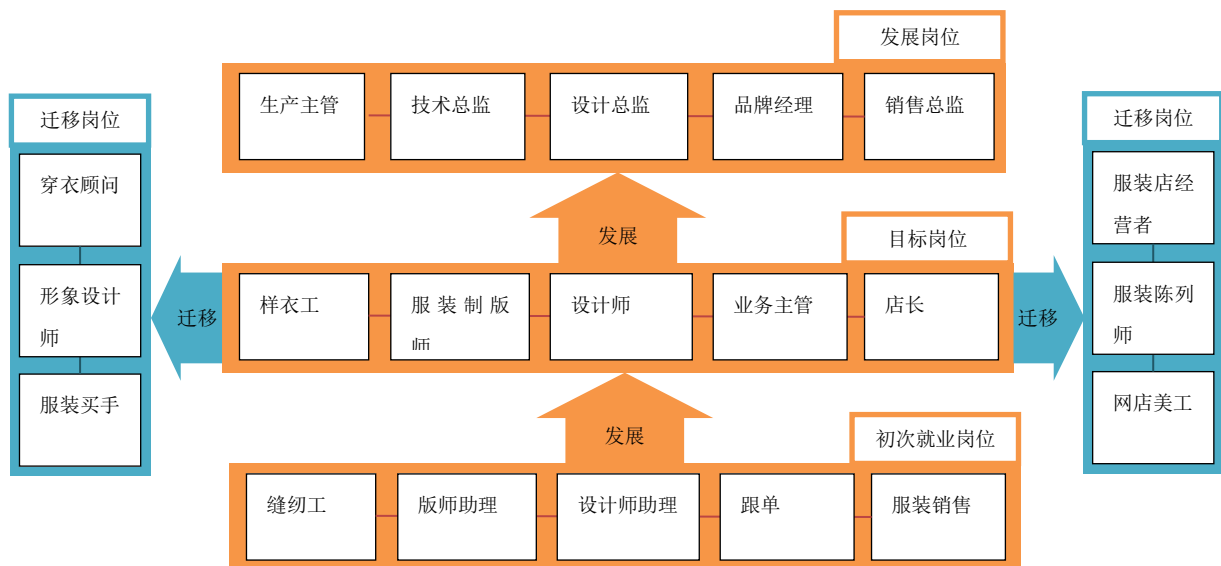 发展岗位
生产主管
技术总监
设计总监
品牌经理
销售总监
迁移岗位
穿衣顾问
形象设计
师
服装买手
迁移
发展
目标岗位
样衣工
服装制版
师
设计师
业务主管
店长
迁移
迁移岗位
服装店经
营者
服装陈列
师
网店美工
发展
初次就业岗位
缝纫工
版师助理
设计师助理
跟单
服装销售